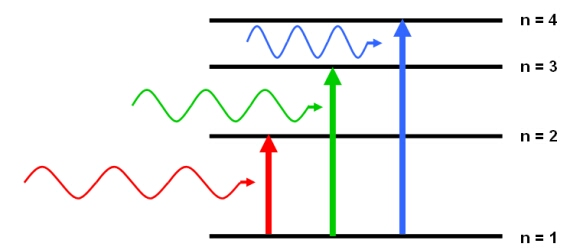 n = 4
n = 3
n = 2
n = 1